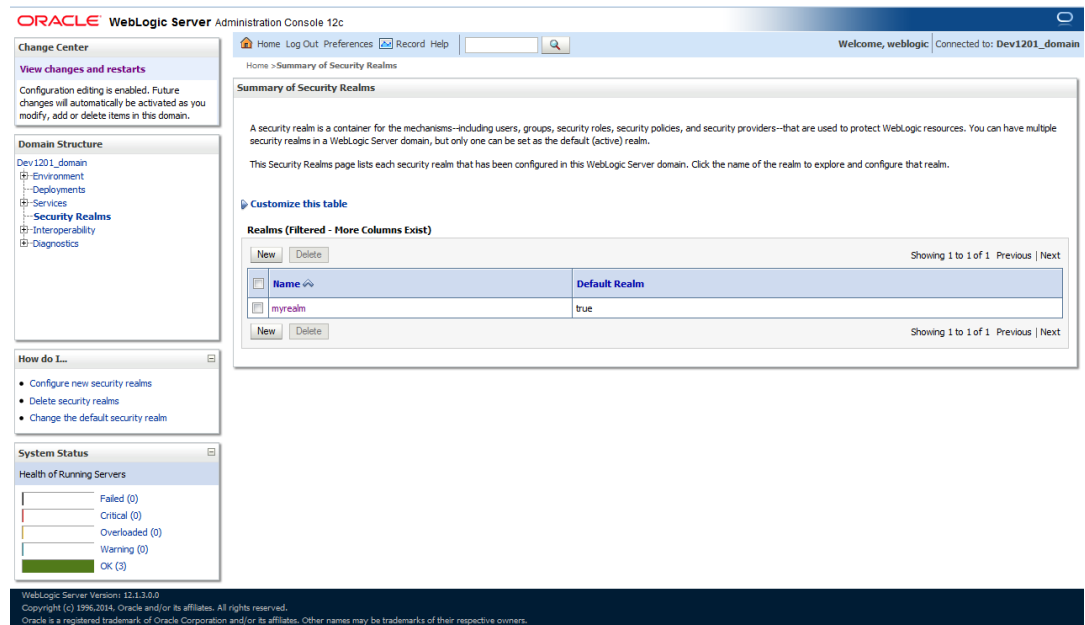 ORACLE WebLogic Server Administration Console 12c
Change Center
View changes and restarts
Configuration editing is enabled. Future
changes will automatically be activated as you
modify, add or delete items in this domain.
Domain Structure
Dev1201_domain
Environment
Deployments
Services
Security Realms
Interoperability
Diagnostics
How do I...
Configure new security realms
Delete security realms
Change the default security realm
System Status
Health of Running Servers
Failed (0)
Critical (0)
Overloaded (0)
Warning (0)
OK (3)
Home Log Out Preferences Record Help
Welcome, weblogic Connected to: Dev1201_domain
Home >Summary of Security Realms
Summary of Security Realms
A security realm is a container for the mechanisms--including users, groups, security roles, security policies, and security providers--that are used to protect WebLogic resources. You can have multiple
security realms in a WebLogic Server domain, but only one can be set as the default (active) realm.
This Security Realms page lists each security realm that has been configured in this WebLogic Server domain. Click the name of the realm to explore and configure that realm.
Customize this table
Realms (Filtered - More Columns Exist)
New Delete Showing 1 to 1 of 1 Previous | Next
Name Default Realm
myrealm true
New Delete Showing 1 to 1 of 1 Previous | Next
WebLogic Server Version: 12.1.3.0.0
Copyright (c) 1996,2014, Oracle and/or its affiliates. All rights reserved.
Oracle is a registered trademark of Oracle Corporation and/or its affiliates. Other names may be trademarks of their respective owners.